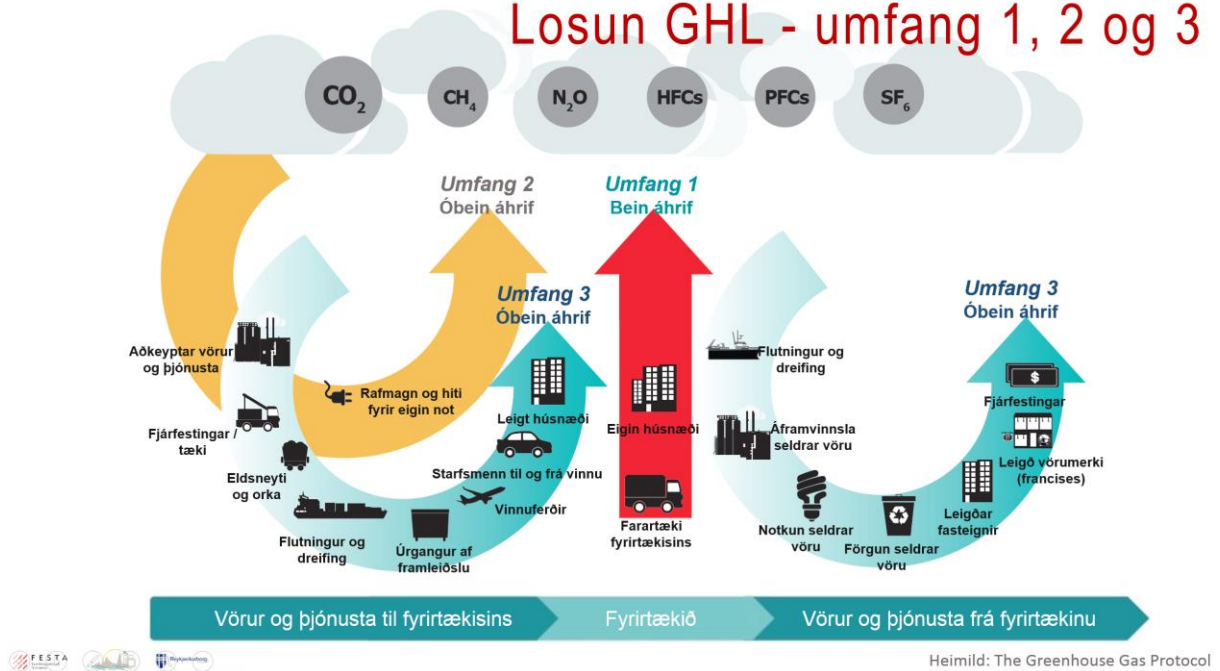 Losun GHL - umfang 1, 2 og 3
CO2
CH4
N2O
HFCs
PFCs
SF6
Umfang 2
Óbein áhrif
Umfang 1
Bein áhrif
Umfang 3
Óbein áhrif
Umfang 3
Óbein áhrif
Aðkeyptar vörur
og þjónusta
Fjárfestingar /
tæki
Eldsneyti
og orka
Flutningur og
dreifing
Úrgangur af
framleiðslu
Vinnuferðir
Starfsmenn til og frá vinnu
Leigt húsnæði
Rafmagn og hiti
fyrir eigin not
Eigin húsnæði
Farartæki
fyrirtækisins
Flutningur og
dreifing
Áframvinnsla
seldrar vöru
Notkun seldrar
vöru
Förgun seldrar
vöru
Leigðar
fasteignir
Leigð vörumerki
(francises)
Fjárfestingar
$
Vörur og þjónusta til fyrirtækisins
Fyrirtækið
Vörur og þjónusta frá fyrirtækinu
FESTA
Reykjavíkurborg
Heimild: The Greenhouse Gas Protocol